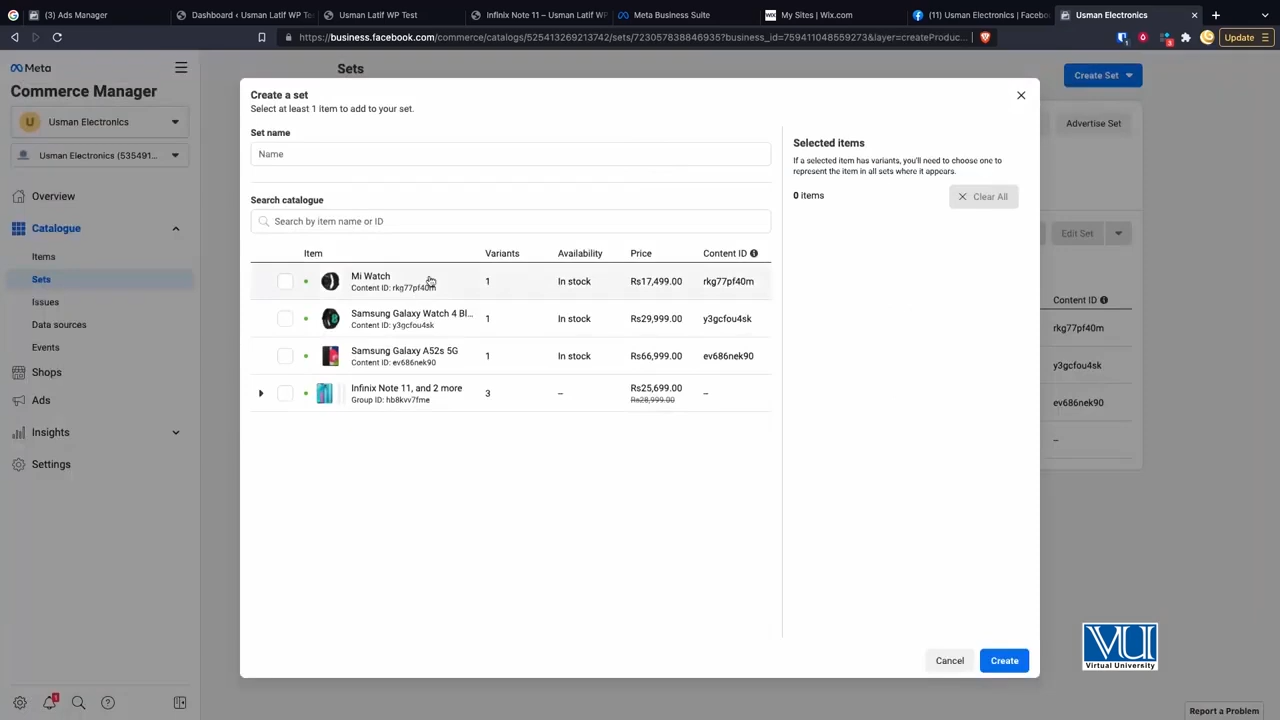 (3) Ads Manager
Dashboard ‹ Usman Latif WP Te
Usman Latif WP Test
Infinix Note 11 – Usman Latif WP
Meta Business Suite
My Sites | Wix.com
(11) Usman Electronics | Facebo
Usman Electronics
https://business.facebook.com/commerce/catalogs/525413269213742/sets/723057838846935?business_id=759411048559273&layer=createProduc...
Update
Meta
Commerce Manager
U Usman Electronics
Usman Electronics (535491...
Overview
Catalogue
Items
Sets
Issues
Data sources
Events
Shops
Ads
Insights
Settings
Sets
Create Set
Advertise Set
Edit Set
Content ID
rkg77pf40m
y3gcfou4sk
ev686nek90
–
Create a set
Select at least 1 item to add to your set.
Set name
Name
Search catalogue
Search by item name or ID
Item Variants Availability Price Content ID
Mi Watch 1 In stock Rs17,499.00 rkg77pf40m
Content ID: rkg77pf40m
Samsung Galaxy Watch 4 Bl... 1 In stock Rs29,999.00 y3gcfou4sk
Content ID: y3gcfou4sk
Samsung Galaxy A52s 5G 1 In stock Rs66,999.00 ev686nek90
Content ID: ev686nek90
Infinix Note 11, and 2 more 3 – Rs25,699.00 –
Group ID: hb8kvv7fme Rs28,999.00
Selected items
If a selected item has variants, you'll need to choose one to
represent the item in all sets where it appears.
0 items
Clear All
Cancel
Create
VU
Virtual University
Report a Problem